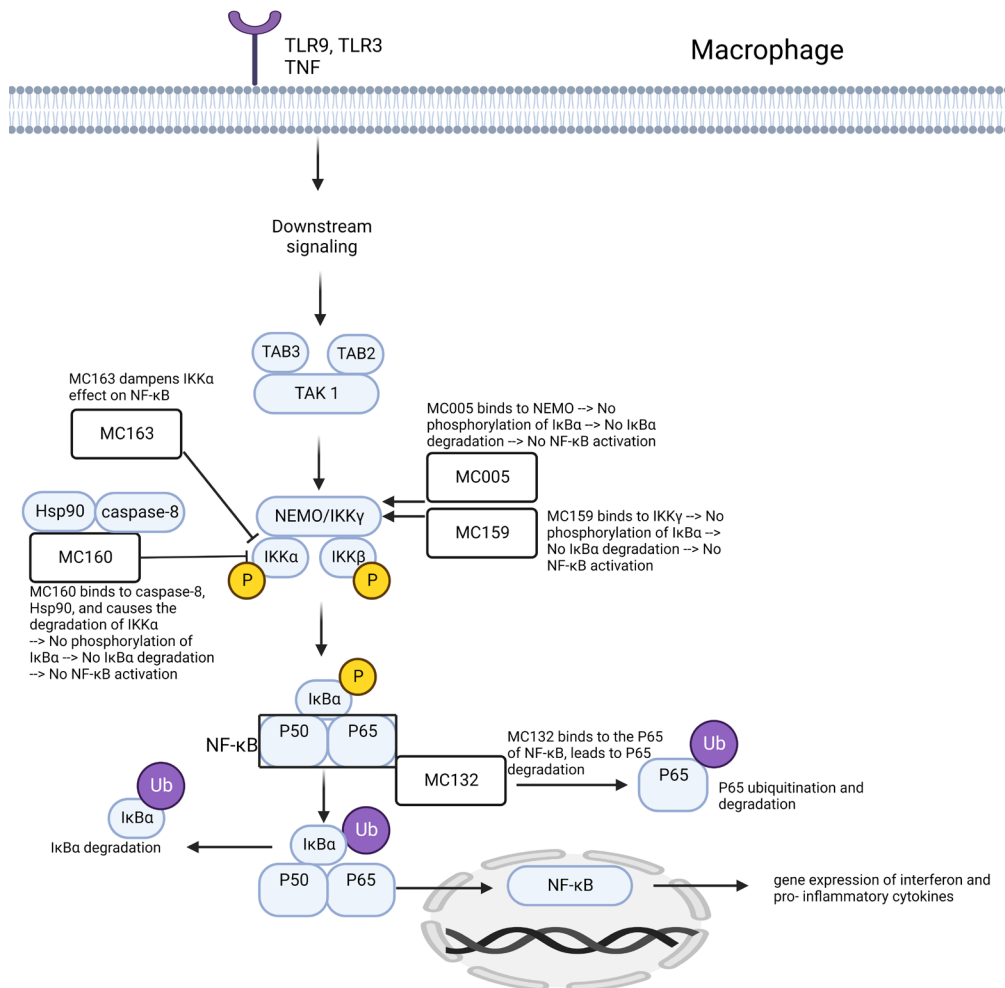 TLR9, TLR3
TNF
Macrophage
Downstream
signaling
TAB3
TAB2
TAK 1
MC163 dampens IKKα
effect on NF-κB
MC163
MC005 binds to NEMO --> No
phosphorylation of IκBα --> No IκBα
degradation --> No NF-κB activation
MC005
Hsp90
caspase-8
MC160
NEMO/IKKγ
IKKα
IKKβ
P
P
MC159
MC159 binds to IKKγ --> No
phosphorylation of IκBα -->
No IκBα degradation --> No
NF-κB activation
MC160 binds to caspase-8,
Hsp90, and causes the
degradation of IKKα
--> No phosphorylation of
IκBα --> No IκBα degradation
--> No NF-κB activation
P
IκBα
NF-κB
P50
P65
MC132
MC132 binds to the P65
of NF-κB, leads to P65
degradation
Ub
P65
P65 ubiquitination and
degradation
Ub
IκBα
IκBα degradation
IκBα
Ub
P50
P65
NF-κB
gene expression of interferon and
pro- inflammatory cytokines